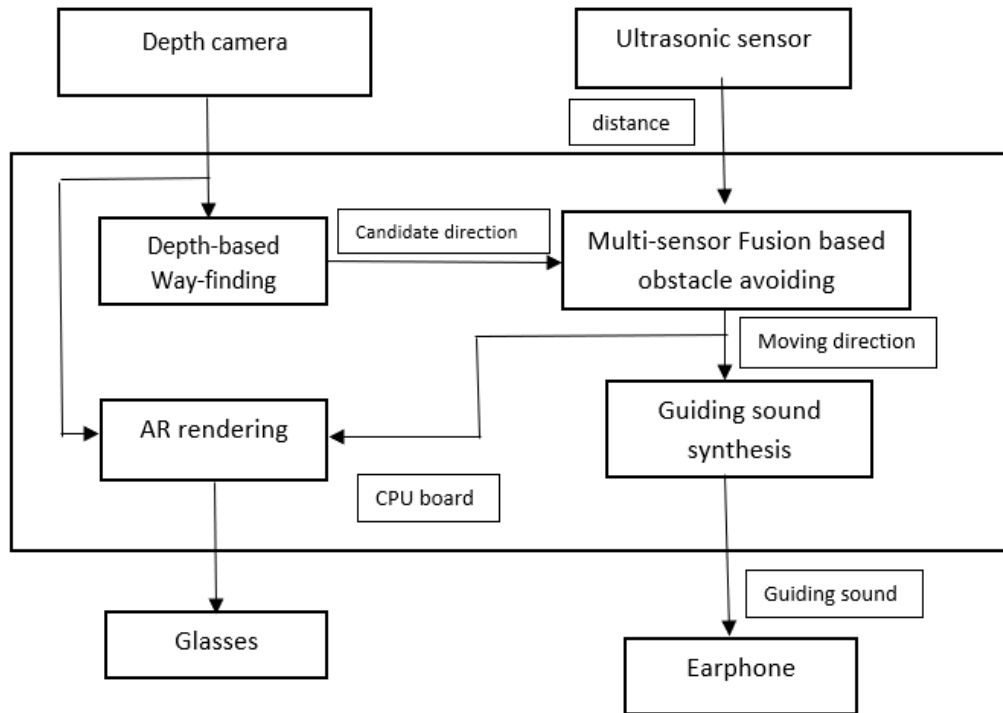 Depth camera
Ultrasonic sensor
distance
Depth-based
Way-finding
Candidate direction
Multi-sensor Fusion based
obstacle avoiding
Moving direction
AR rendering
Guiding sound
synthesis
CPU board
Guiding sound
Glasses
Earphone